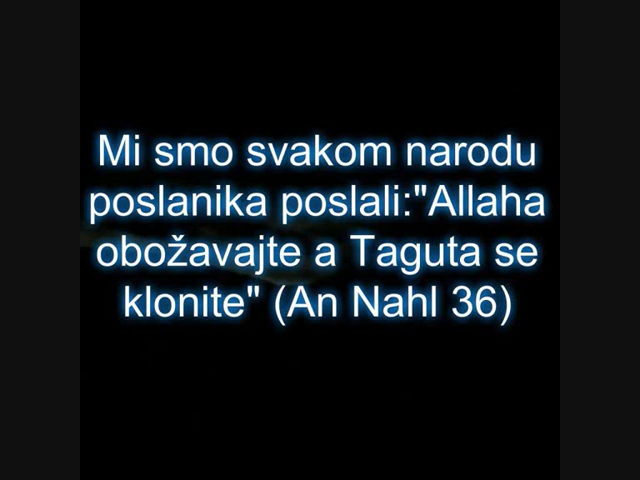 Mi smo svakom narodu
poslanika poslali:"Allaha
obožavajte a Taguta se
klonite" (An Nahl 36)